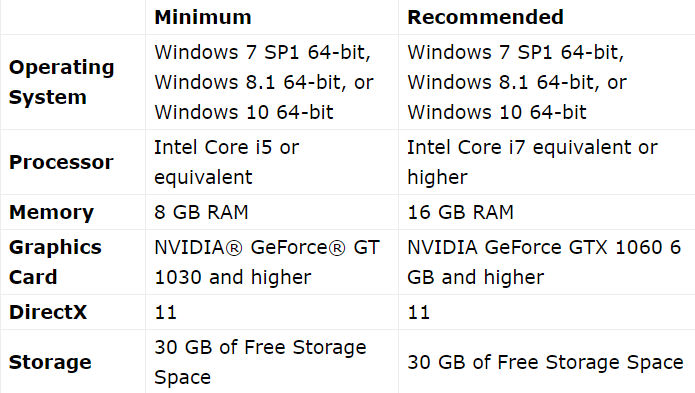 Minimum
Recommended
Operating
System
Windows 7 SP1 64-bit,
Windows 8.1 64-bit, or
Windows 10 64-bit
Windows 7 SP1 64-bit,
Windows 8.1 64-bit, or
Windows 10 64-bit
Processor
Intel Core i5 or
equivalent
Intel Core i7 equivalent or
higher
Memory
8 GB RAM
16 GB RAM
Graphics
Card
NVIDIA® GeForce® GT
1030 and higher
NVIDIA GeForce GTX 1060 6
GB and higher
DirectX
11
11
Storage
30 GB of Free Storage
Space
30 GB of Free Storage Space